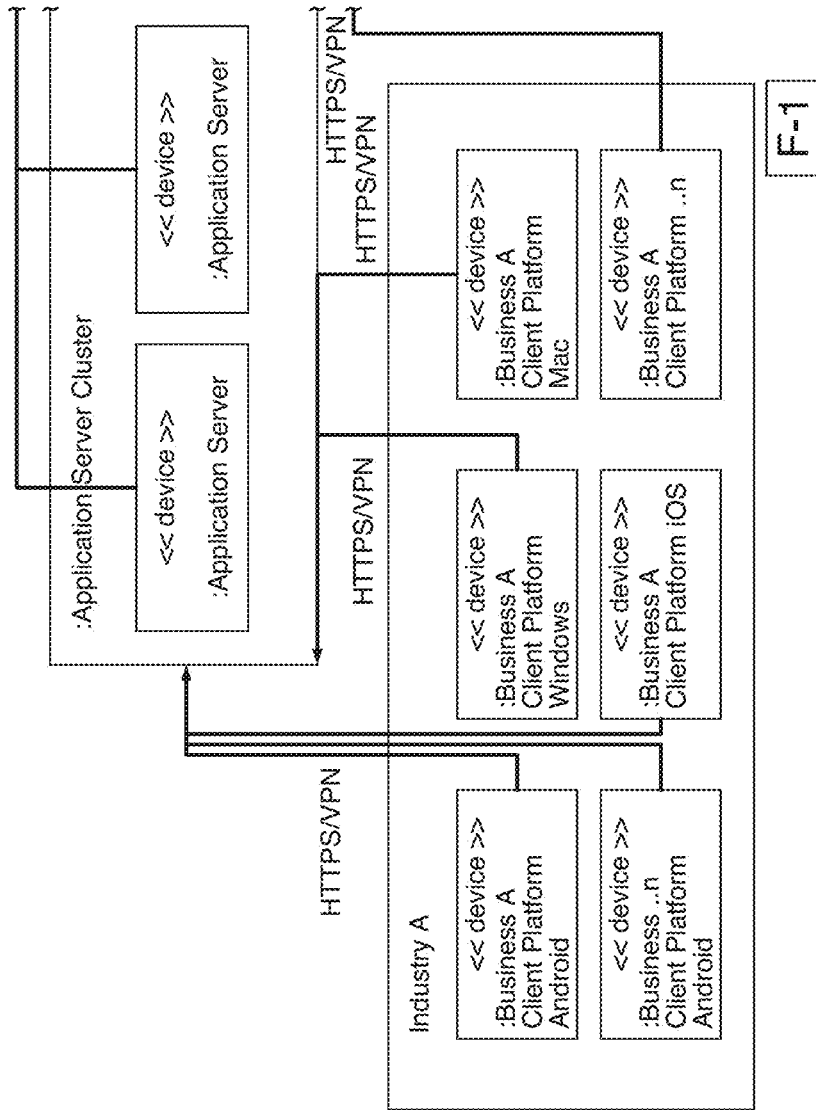 :Application Server Cluster
<< device >>
:Application Server
<< device >>
:Application Server
HTTPS/VPN
HTTPS/VPN
HTTPS/VPN
HTTPS/VPN
Industry A
<< device >>
:Business A
Client Platform
Android
<< device >>
:Business A
Client Platform
Windows
<< device >>
:Business A
Client Platform
Mac
<< device >>
:Business ..n
Client Platform
Android
<< device >>
:Business A
Client Platform iOS
<< device >>
:Business A
Client Platform ..n
F-1